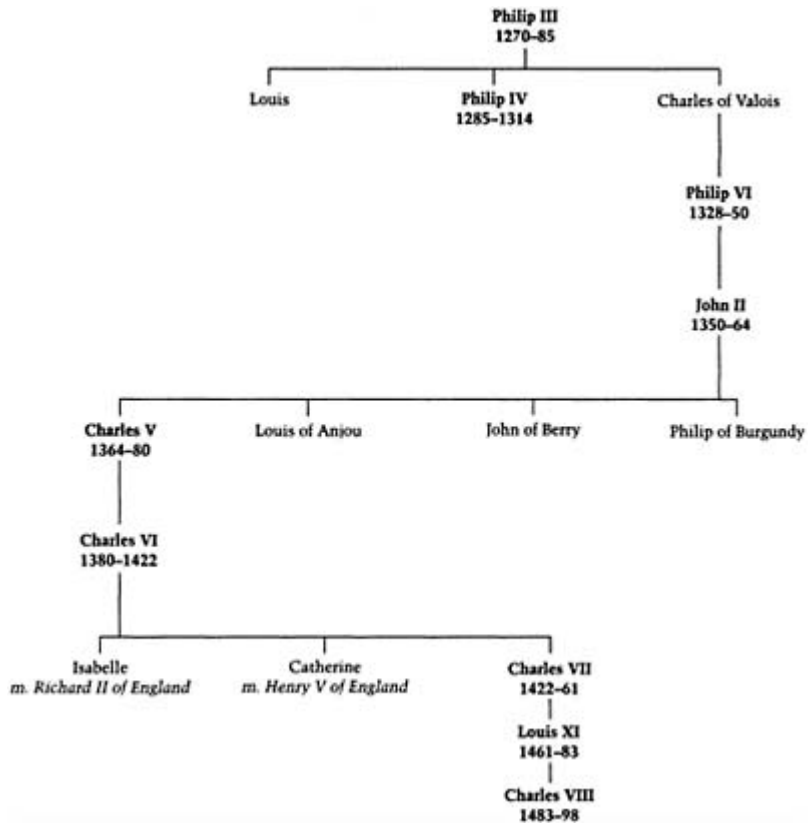 Philip III
1270–85
Louis
Philip IV
1285–1314
Charles of Valois
Philip VI
1328–50
John II
1350–64
Charles V
1364–80
Louis of Anjou
John of Berry
Philip of Burgundy
Charles VI
1380–1422
Isabelle
m. Richard II of England
Catherine
m. Henry V of England
Charles VII
1422–61
Louis XI
1461–83
Charles VIII
1483–98